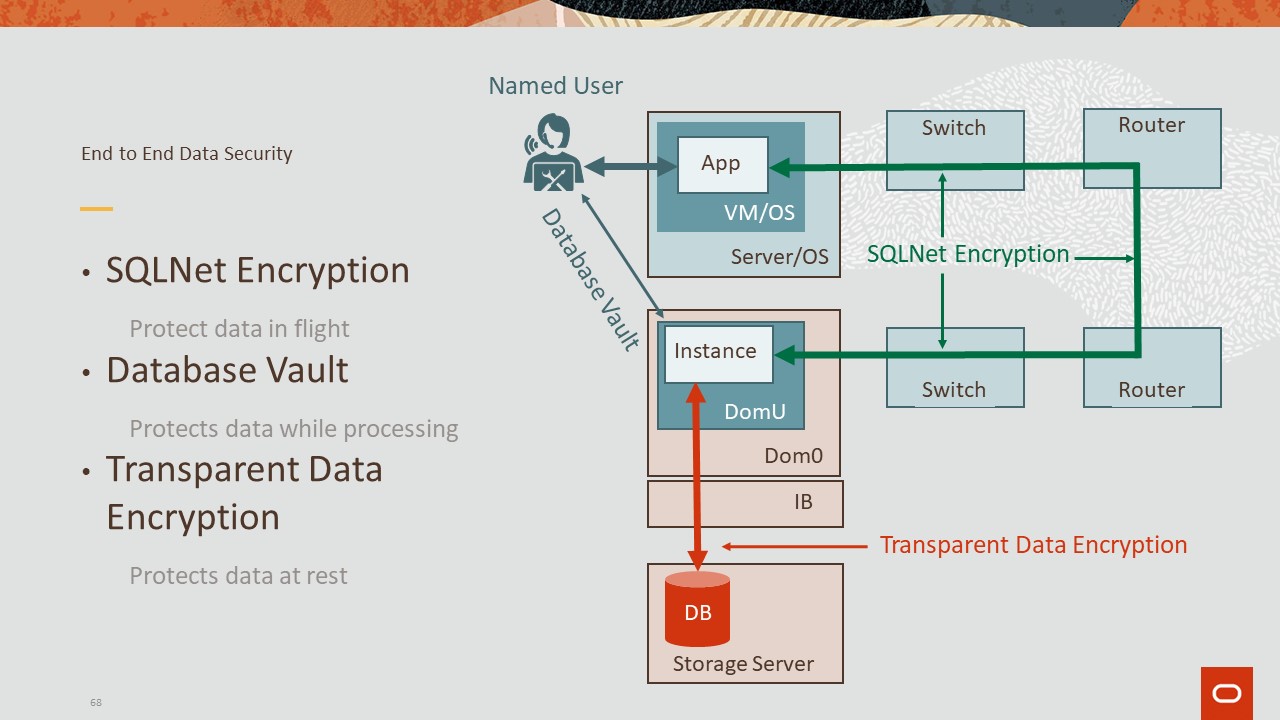 End to End Data Security
• SQLNet Encryption
Protect data in flight
• Database Vault
Protects data while processing
• Transparent Data
Encryption
Protects data at rest
Named User
App
VM/OS
Server/OS
Switch
Router
Database Vault
SQLNet Encryption
Instance
DomU
Dom0
Switch
Router
IB
Transparent Data Encryption
DB
Storage Server
68